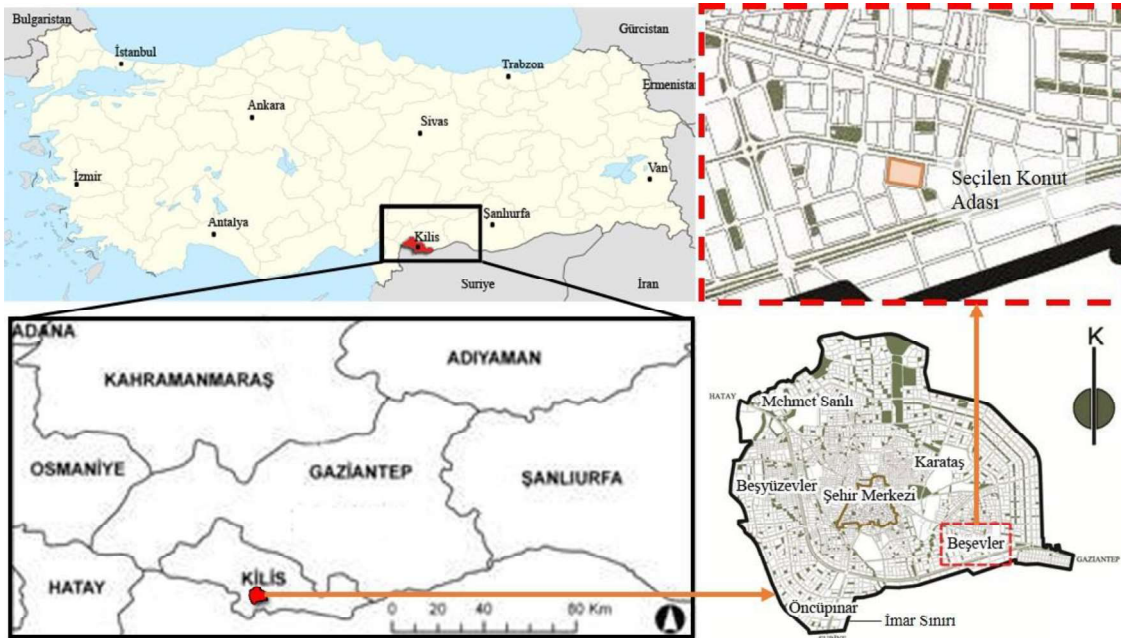 Bulgaristan
Gürcistan
İstanbul
Trabzon
Ermenistan
Ankara
Sivas
İzmir
Van
Antalya
Şanlıurfa
Kilis
Suriye
İran
Seçilen Konut
Adası
ADANA
ADIYAMAN
KAHRAMANMARAŞ
OSMANİYE
GAZİANTEP
ŞANLIURFA
HATAY
KİLİS
0 20 40 80 Km
K
HATAY
Mehmet Sanlı
Karataş
Beşyüzevler
Şehir Merkezi
Beşevler
GAZIANTEP
Öncüpınar
İmar Sınırı